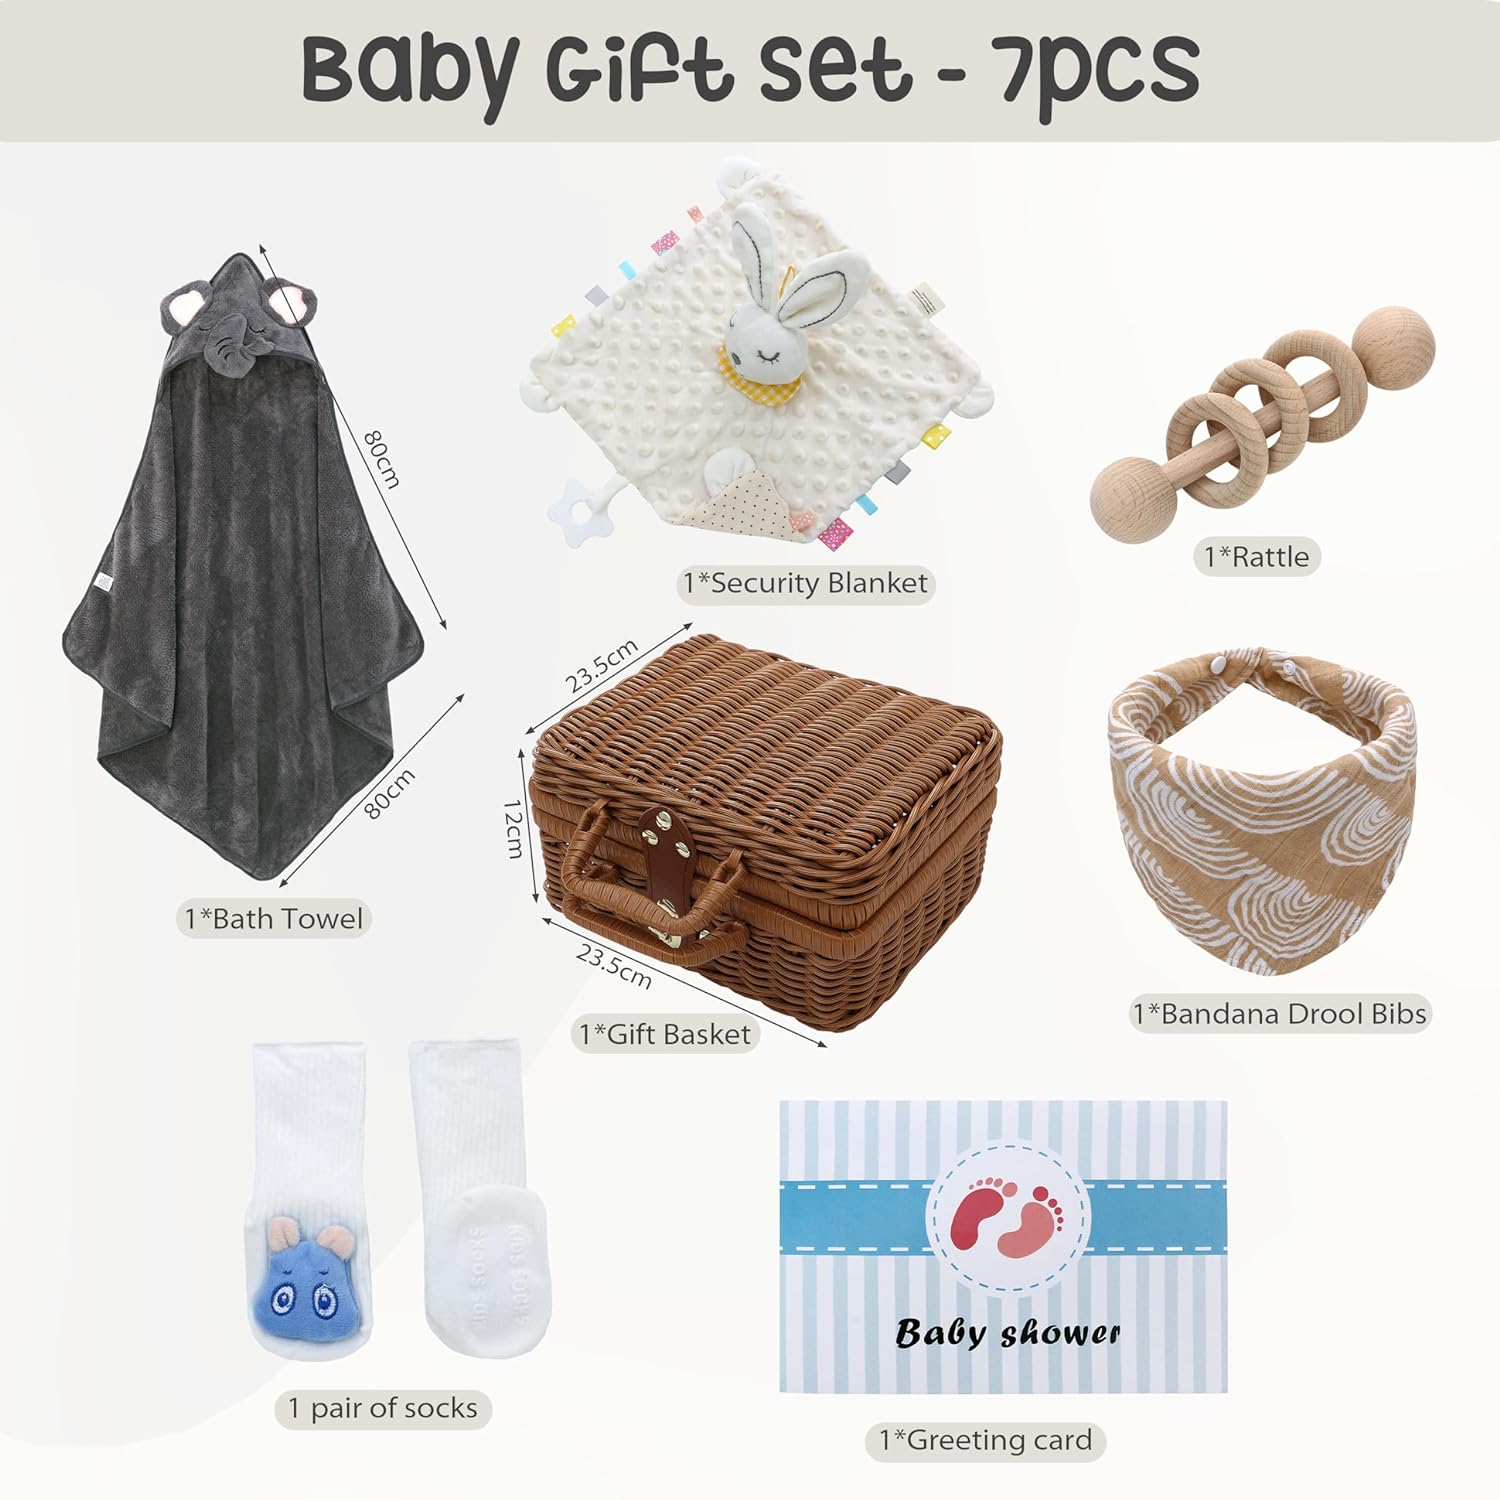 Baby Gift Set - 7pcs
80cm
80cm
1*Bath Towel
1*Security Blanket
1*Rattle
23.5cm
12cm
23.5cm
1*Gift Basket
1*Bandana Drool Bibs
1 pair of socks
Baby shower
1*Greeting card